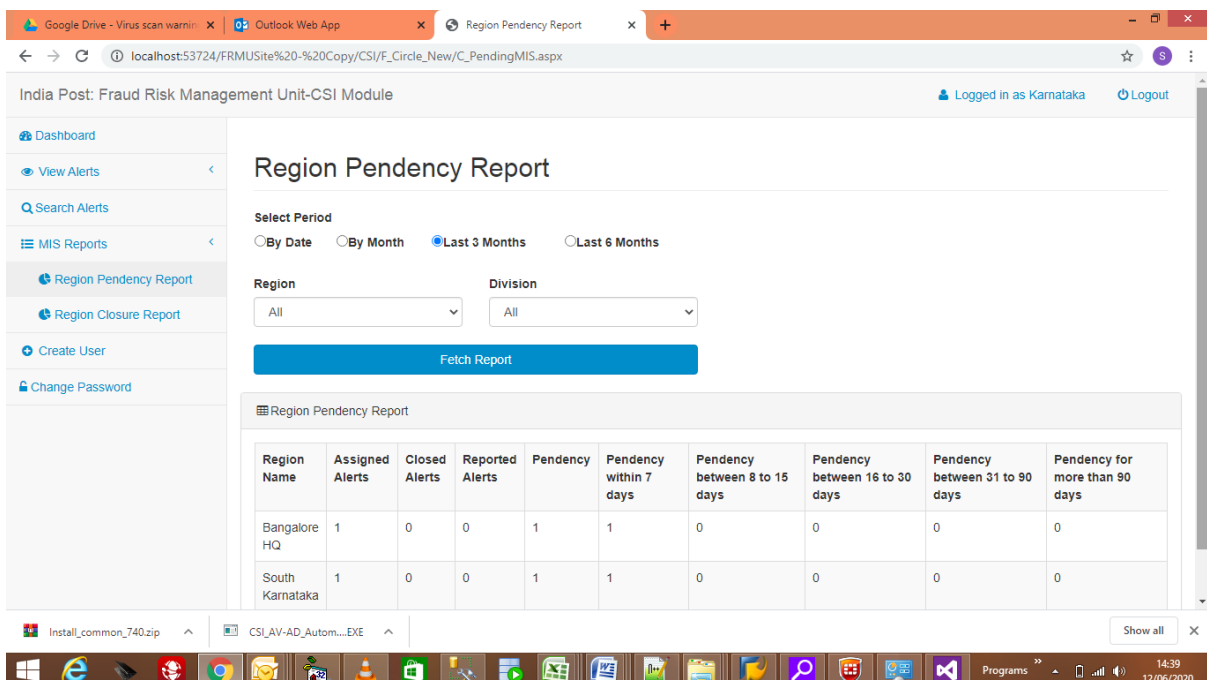 Google Drive - Virus scan warnin
Outlook Web App
Region Pendency Report
localhost:53724/FRMUSite%20-%20Copy/CSI/F_Circle_New/C_PendingMIS.aspx
S
India Post: Fraud Risk Management Unit-CSI Module
Logged in as Karnataka
Logout
Dashboard
View Alerts
Search Alerts
MIS Reports
Region Pendency Report
Region Closure Report
Create User
Change Password
Region Pendency Report
Select Period
By Date By Month Last 3 Months Last 6 Months
Region Division
All All
Fetch Report
Region Pendency Report
Region Name Assigned Alerts Closed Alerts Reported Alerts Pendency Pendency within 7 days Pendency between 8 to 15 days Pendency between 16 to 30 days Pendency between 31 to 90 days Pendency for more than 90 days
Bangalore HQ 1 0 0 1 1 0 0 0 0
South Karnataka 1 0 0 1 1 0 0 0 0
Install_common_740.zip
CSI_AV-AD_Autom....EXE
Show all
Programs
14:39
12/06/2020